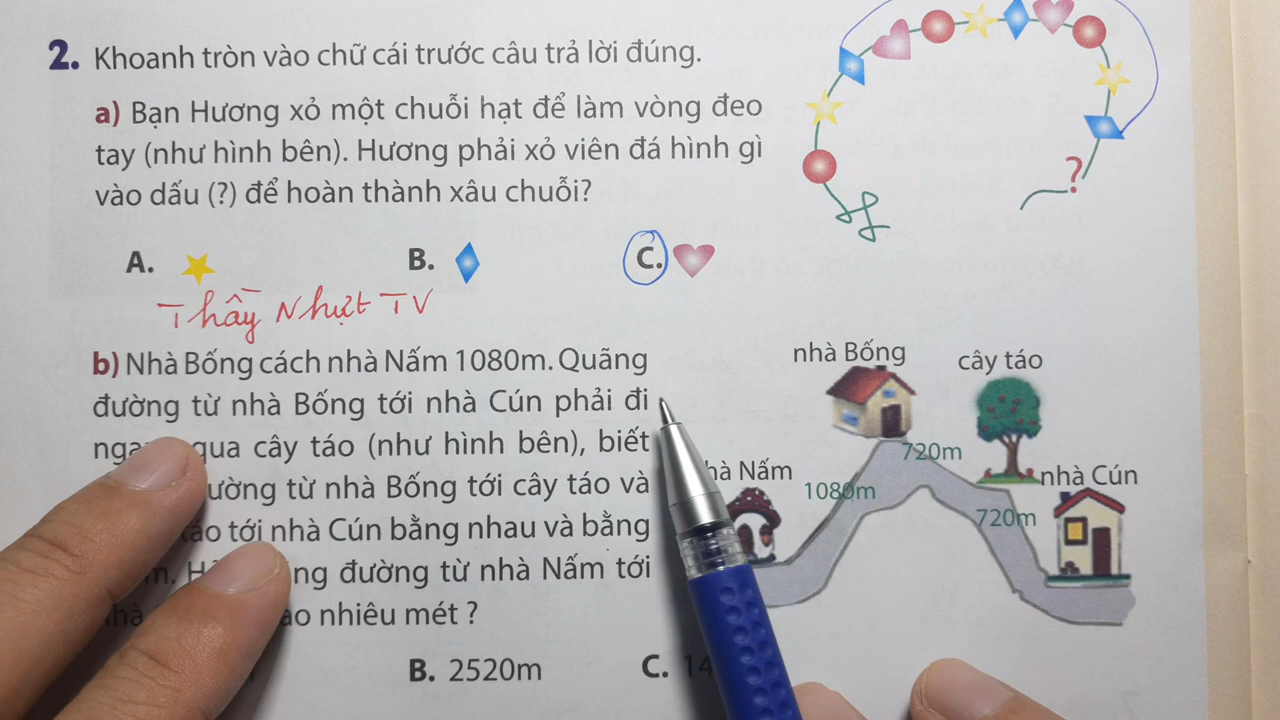 2. Khoanh tròn vào chữ cái trước câu trả lời đúng.
a) Bạn Hương xỏ một chuỗi hạt để làm vòng đeo
tay (như hình bên). Hương phải xỏ viên đá hình gì
vào dấu (?) để hoàn thành xâu chuỗi?
?
A. B. C.
Thầy Nhựt TV
b) Nhà Bống cách nhà Nấm 1080m. Quãng
đường từ nhà Bống tới nhà Cún phải đi
qua cây táo (như hình bên), biết
từ nhà Bống tới cây táo và
tới nhà Cún bằng nhau và bằng
đường từ nhà Nấm tới
nhiêu mét ?
B. 2520m C.
nhà Bống
cây táo
720m
Nấm
nhà Cún
1080m
720m